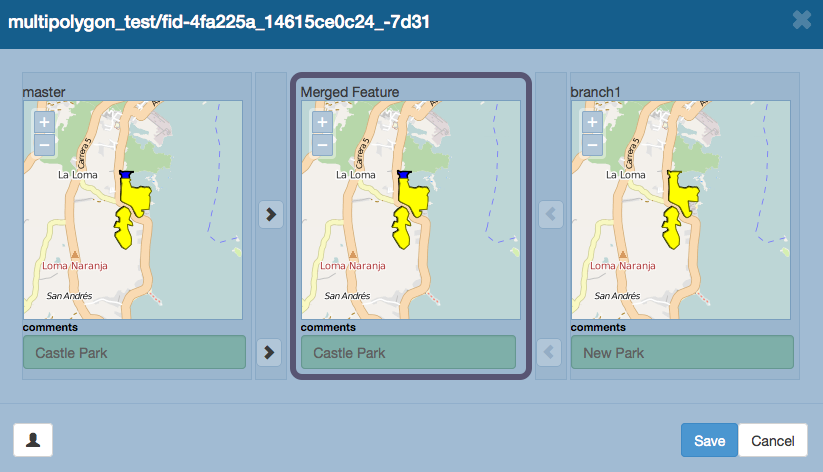 multipolygon_test/fid-4fa225a_14615ce0c24_-7d31
master
Carrera 5
La Loma
Loma Naranja
San Andrés
comments
Castle Park
Merged Feature
Carrera 5
La Loma
Loma Naranja
San Andrés
comments
Castle Park
branch1
Carrera 5
La Loma
Loma Naranja
San Andrés
comments
New Park
Save
Cancel